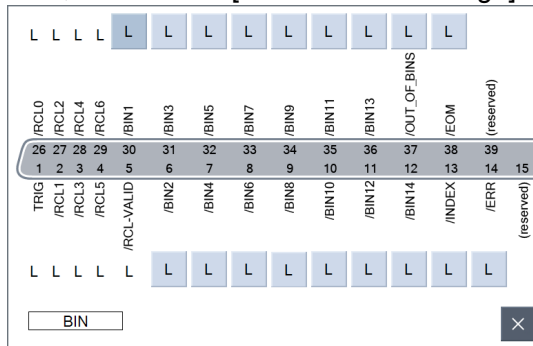 L L L L L L L L L L L L L L
/RCL0 /RCL2 /RCL4 /RCL6 /BIN1 /BIN3 /BIN5 /BIN7 /BIN9 /BIN11 /BIN13 /OUT_OF_BINS /EOM (reserved)
26 27 28 29 30 31 32 33 34 35 36 37 38 39
1 2 3 4 5 6 7 8 9 10 11 12 13 14 15
TRIG /RCL1 /RCL3 /RCL5 /RCL-VALID /BIN2 /BIN4 /BIN6 /BIN8 /BIN10 /BIN12 /BIN14 /INDEX /ERR (reserved)
L L L L L L L L L L L L L L
BIN
×